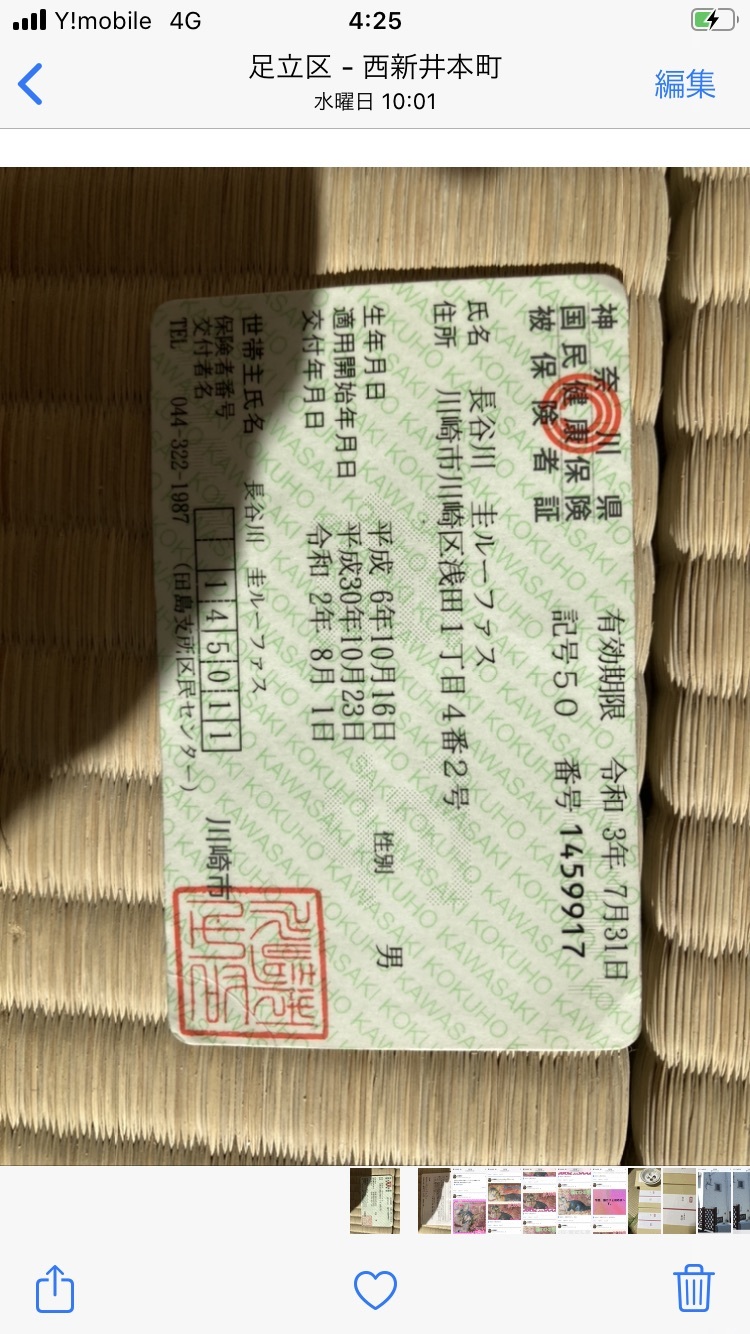 Y!mobile 4G 4:25
足立区 - 西新井本町
水曜日 10:01
編集
神奈川県
国民健康保険
被保険者証
有効期限 令和 3年 7月31日
記号50 番号1459917
氏名 長谷川 圭ルーファス
住所 川崎市川崎区浅田1丁目4番2号
生年月日 平成 6年10月16日 性別 男
適用開始年月日 平成30年10月23日
交付年月日 令和 2年 8月 1日
世帯主氏名 長谷川 圭ルーファス
保険者番号 145011
交付者名 川崎市
TEL 044-322-1987 (田島支所区民センター)
KAWASAKI KOKUHO